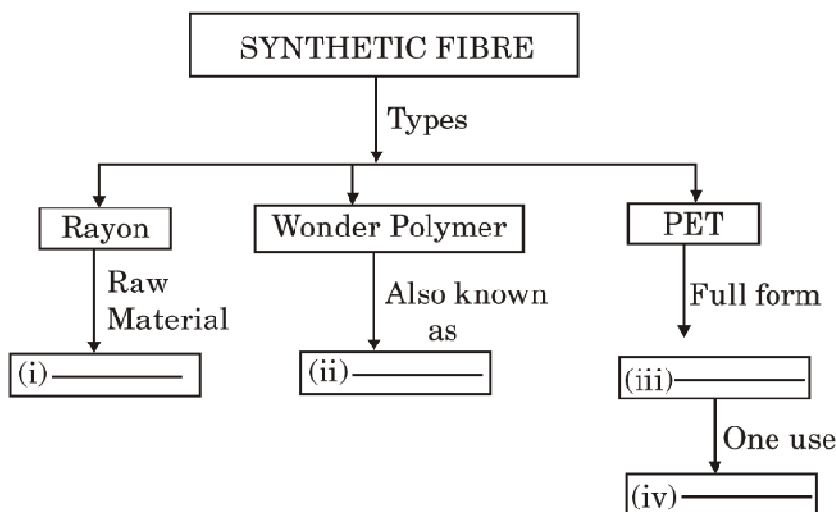 SYNTHETIC FIBRE
Types
Rayon
Wonder Polymer
PET
Raw
Material
Also known
as
Full form
(i)
(ii)
(iii)
One use
(iv)